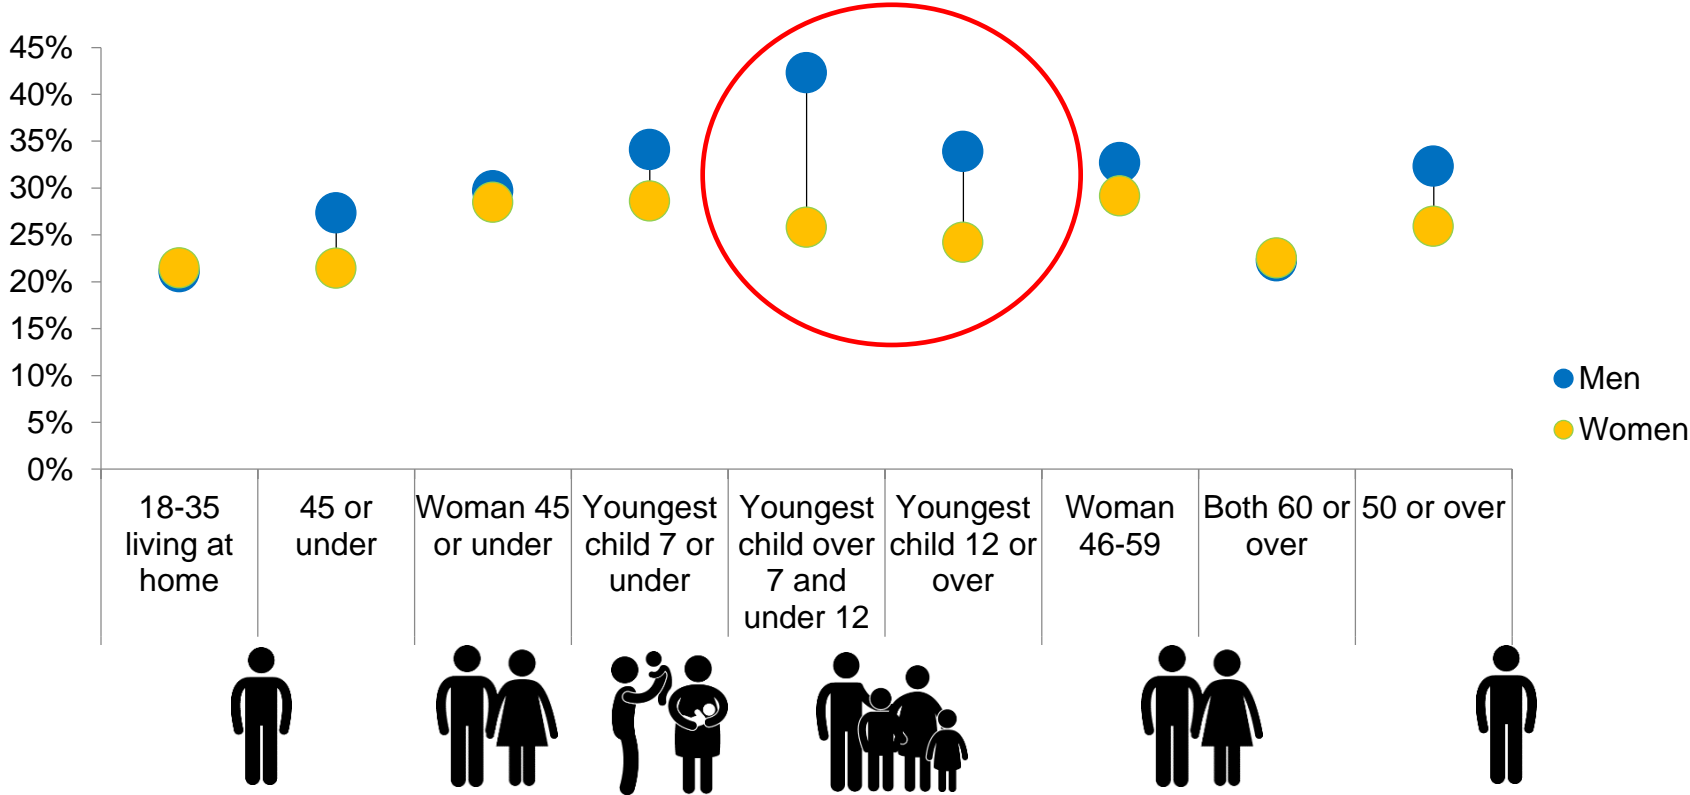 45%
40%
35%
30%
25%
20%
15%
10%
5%
0%
Men
Women
18-35
living at
home
45 or
under
Woman 45
or under
Youngest
child 7 or
under
Youngest
child over
7 and
under 12
Youngest
child 12 or
over
Woman
46-59
Both 60 or
over
50 or over